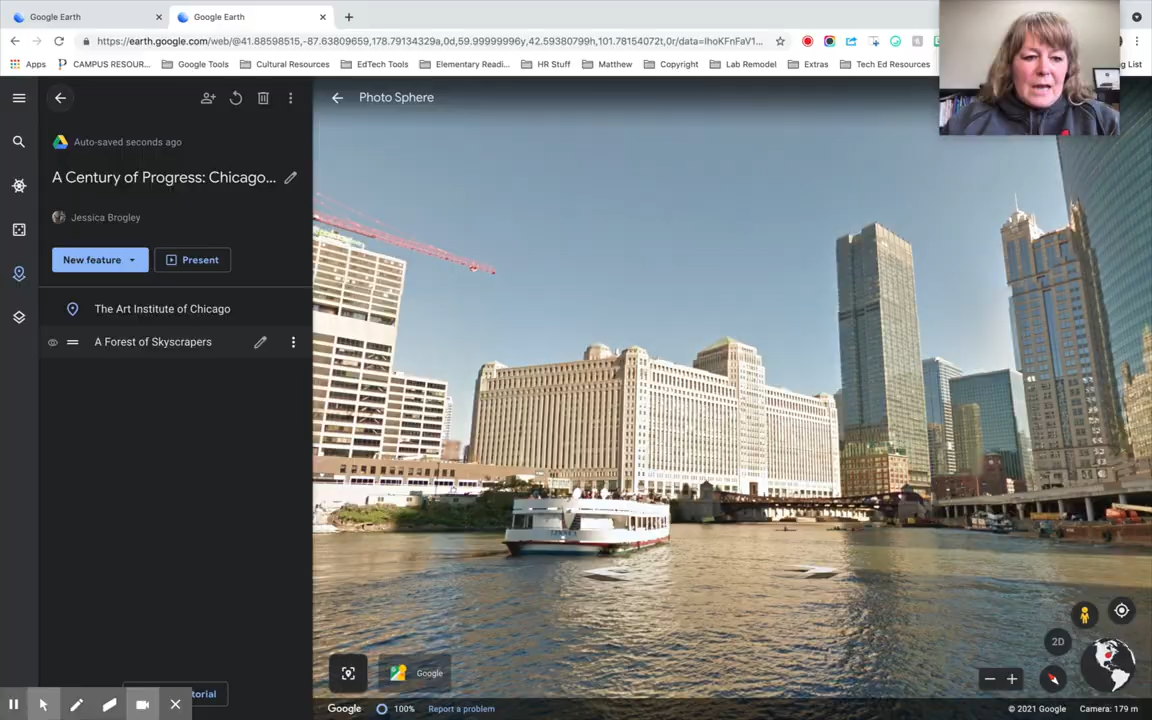 Google Earth
Google Earth
https://earth.google.com/web/@41.88598515,-87.63809659,178.79134329a,0d,59.99999996y,42.59380799h,101.78154072t,0r/data=IhoKFnFaV1...
Apps
CAMPUS RESOUR...
Google Tools
Cultural Resources
EdTech Tools
Elementary Readi...
HR Stuff
Matthew
Copyright
Lab Remodel
Extras
Tech Ed Resources
List
Photo Sphere
Auto-saved seconds ago
A Century of Progress: Chicago...
Jessica Brogley
New feature
Present
The Art Institute of Chicago
A Forest of Skyscrapers
2D
Google
torial
Google
100%
Report a problem
© 2021 Google
Camera: 179 m